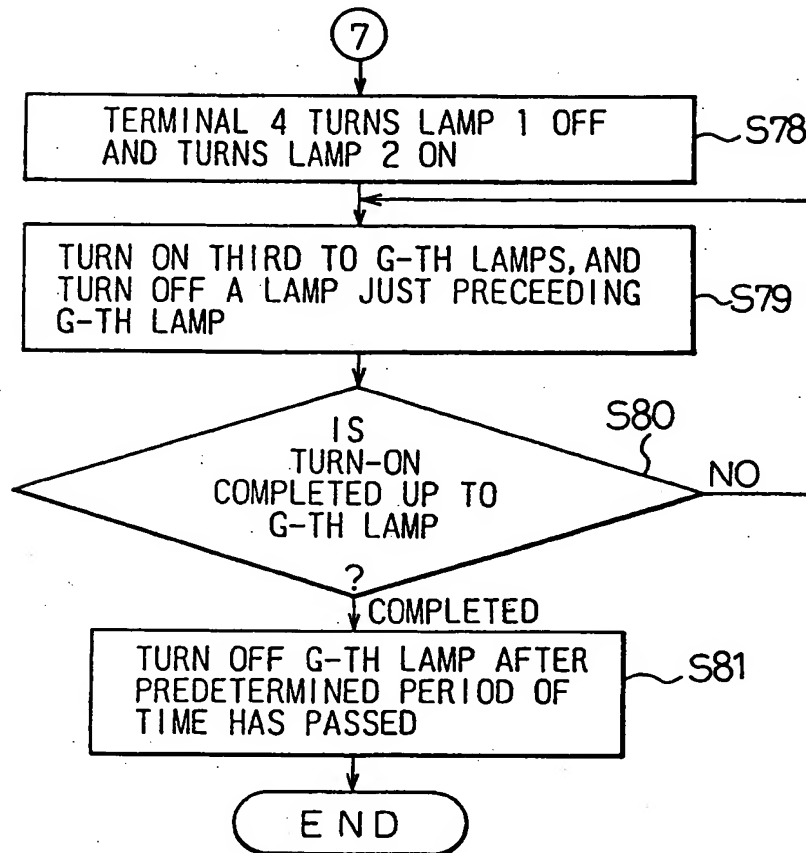 7
TERMINAL 4 TURNS LAMP 1 OFF
AND TURNS LAMP 2 ON
S78
TURN ON THIRD TO G-TH LAMPS, AND
TURN OFF A LAMP JUST PRECEEDING
G-TH LAMP
S79
IS
TURN-ON
COMPLETED UP TO
G-TH LAMP
?
S80
NO
COMPLETED
TURN OFF G-TH LAMP AFTER
PREDETERMINED PERIOD OF
TIME HAS PASSED
S81
END